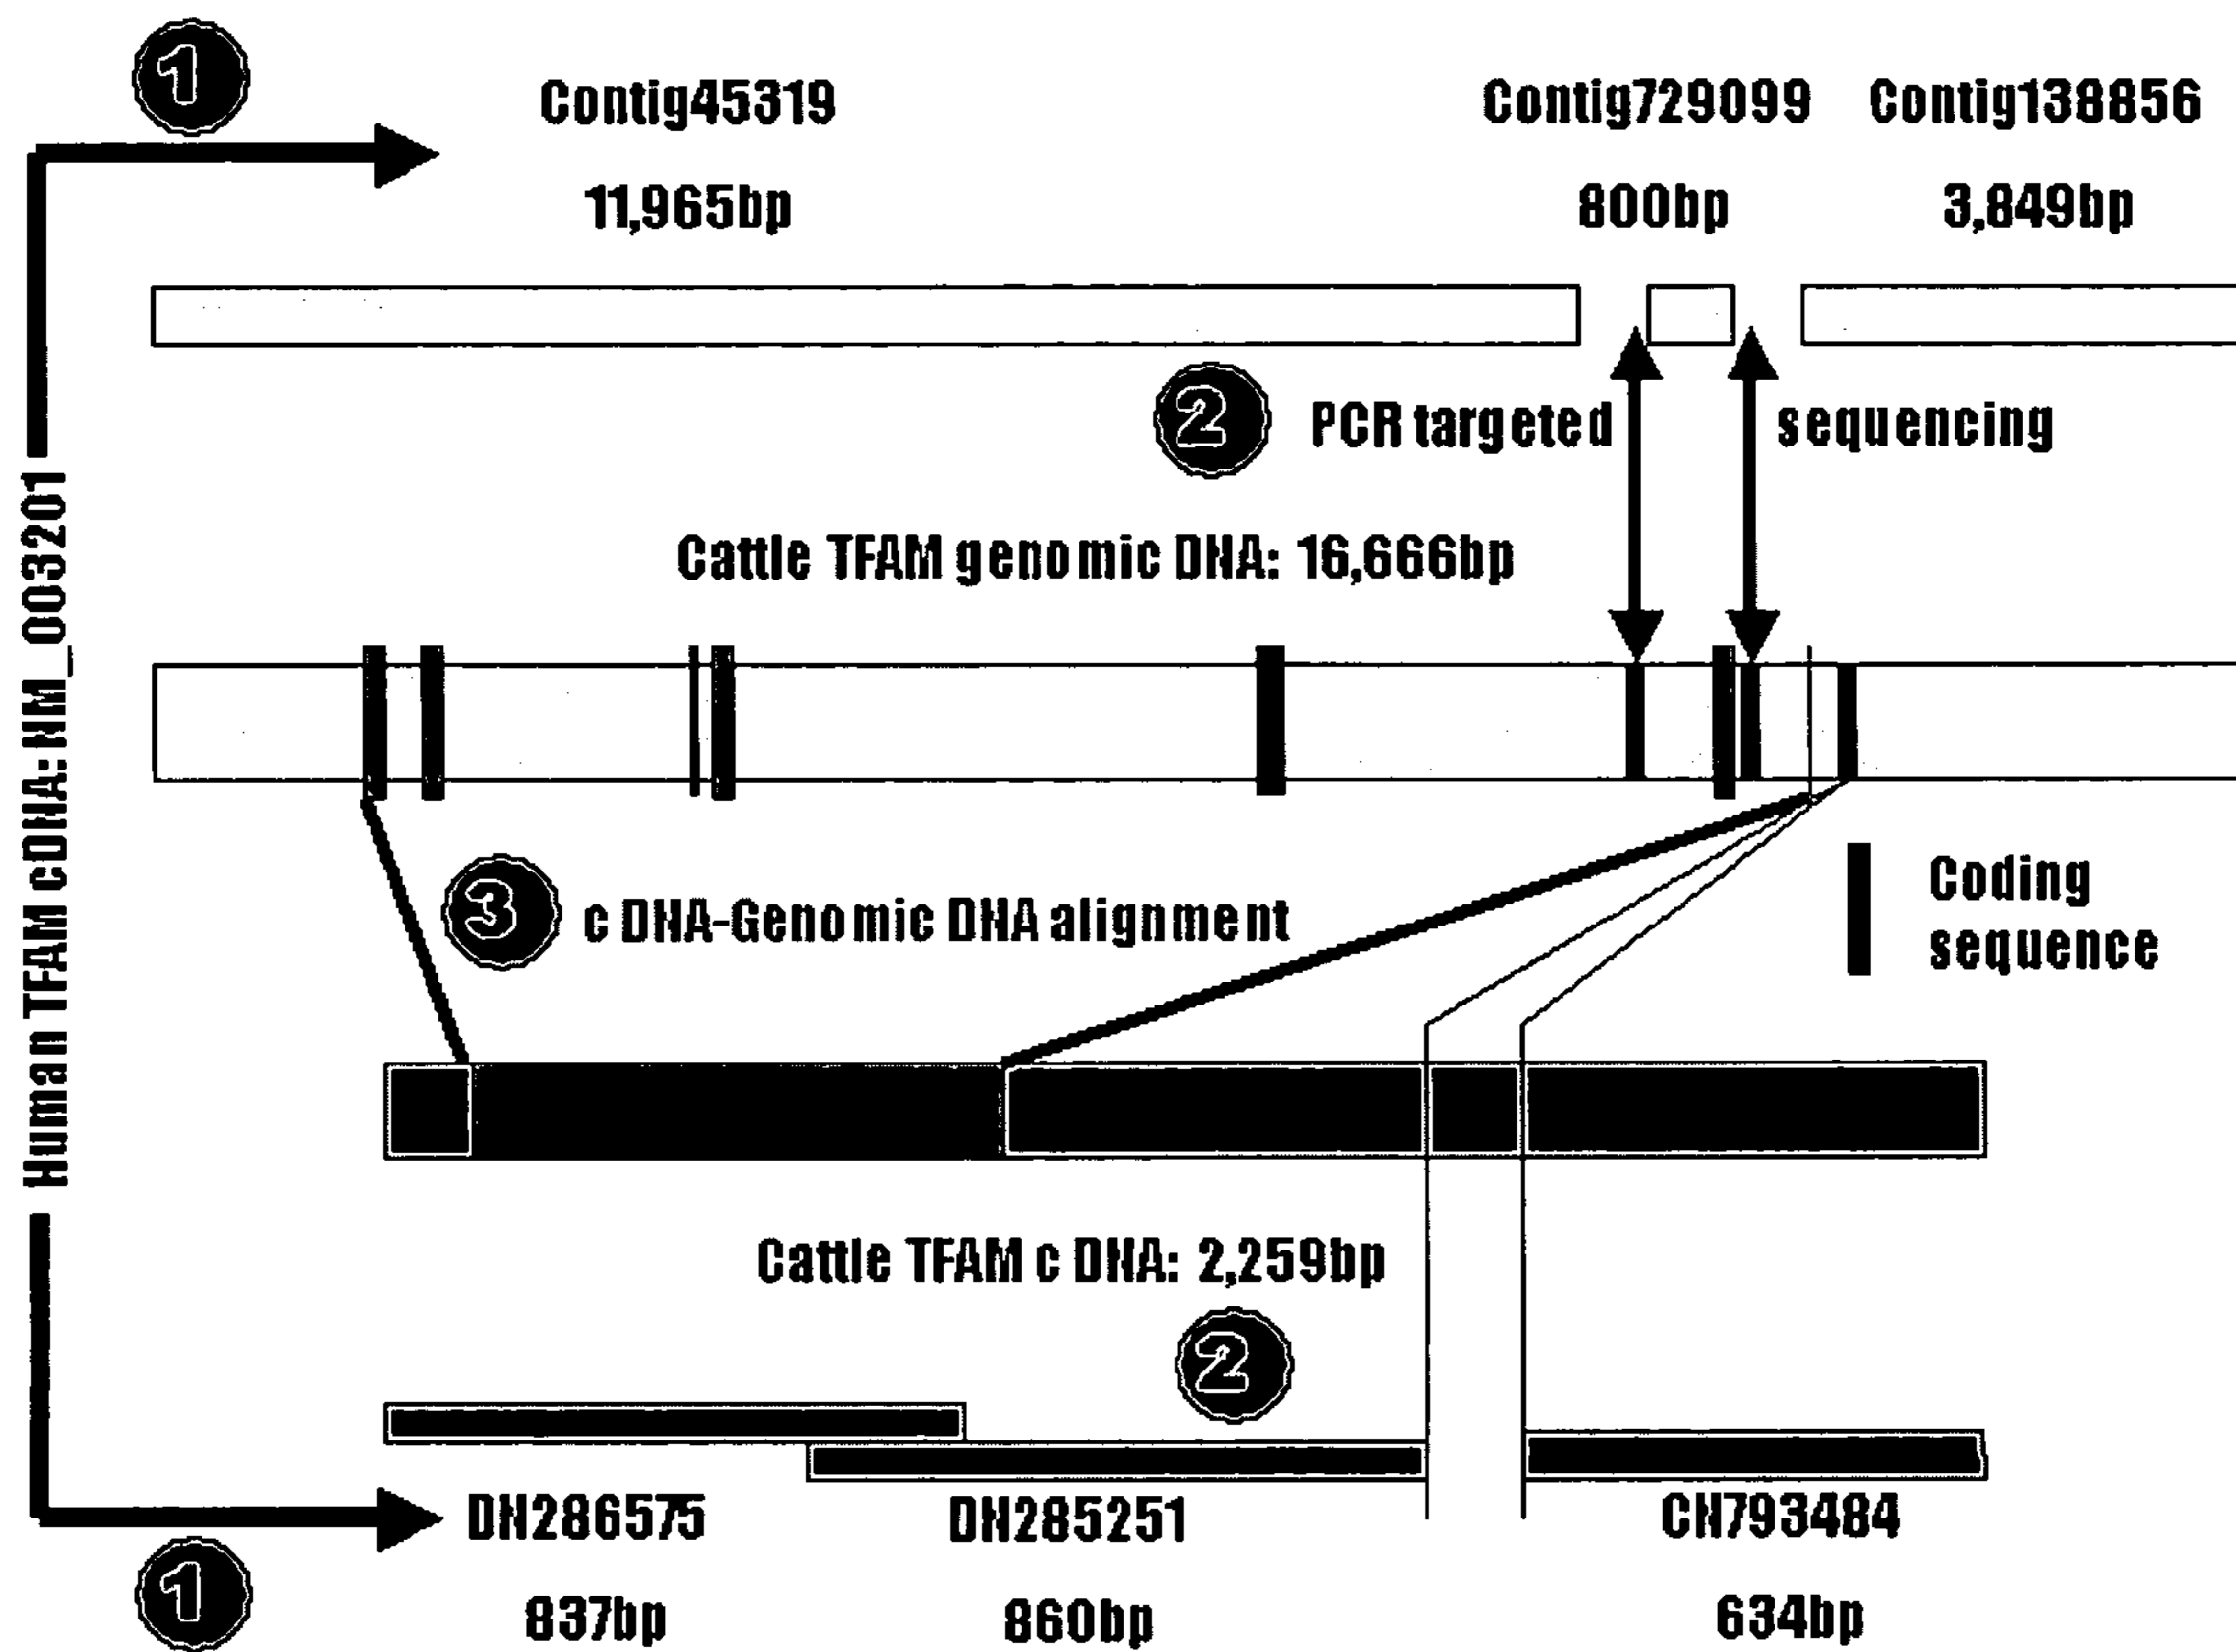 1
Contig45319 Contig729099 Contig138856
11,965bp 800bp 3,849bp
2 PCR targeted sequencing
Cattle TFAM genomic DNA: 16,666bp
Human TFAM cDNA: NM_003201
3 c DNA-Genomic DNA alignment
Coding
sequence
Cattle TFAM c DNA: 2,259bp
2
DN286575 DN285251 CN793484
1
837bp 860bp 634bp